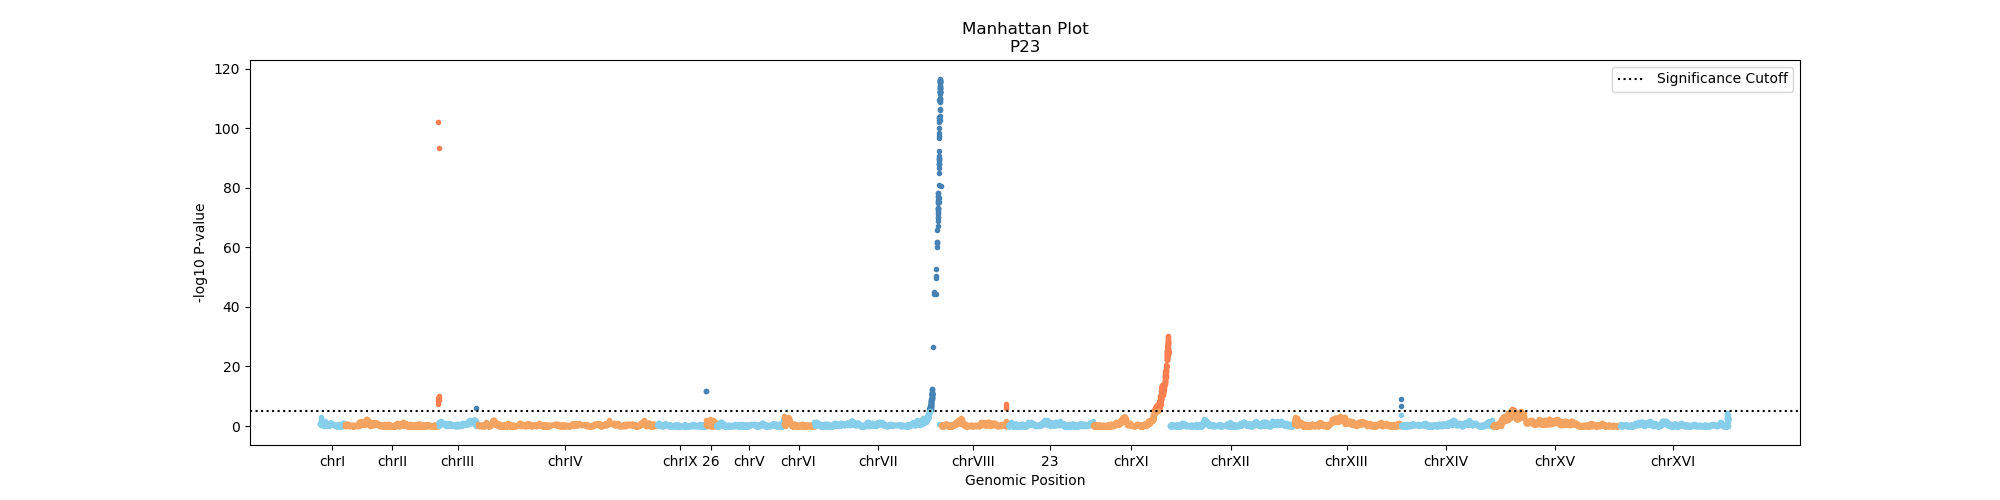 Manhattan Plot
P23
Significance Cutoff
120
100
80
60
40
20
0
-log10 P-value
chrI chrII chrIII chrIV chrIX 26 chrV chrVI chrVII chrVIII 23 chrXI chrXII chrXIII chrXIV chrXV chrXVI
Genomic Position